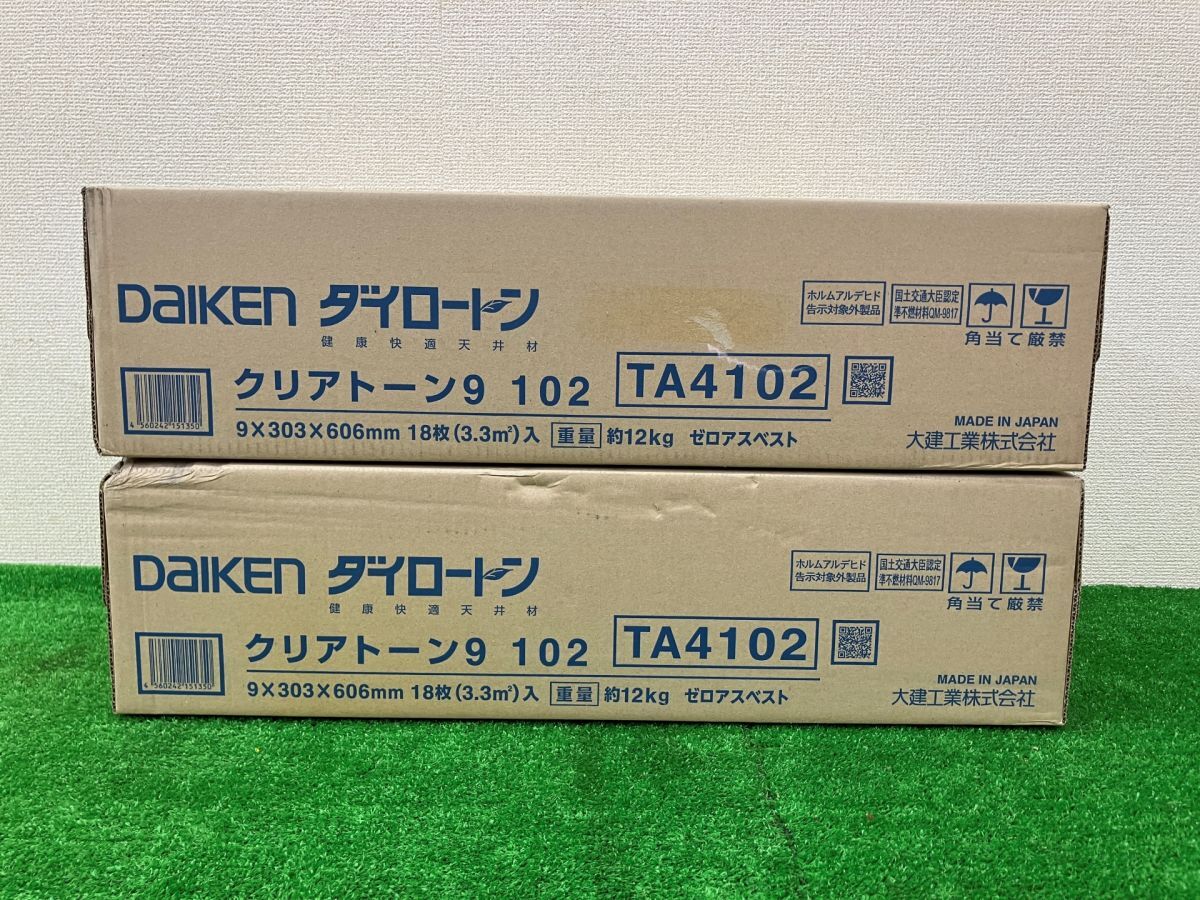 DAIKEN ダイロートン
健康快適天井材
ホルムアルデヒド
告示対象外製品
国土交通大臣認定
準不燃材料QM-9817
角当て厳禁
クリアトーン9 102 TA4102
4 560242 151350
9×303×606mm 18枚(3.3㎡)入 重量 約12kg ゼロアスベスト
MADE IN JAPAN
大建工業株式会社
DAIKEN ダイロートン
健康快適天井材
ホルムアルデヒド
告示対象外製品
国土交通大臣認定
準不燃材料QM-9817
角当て厳禁
クリアトーン9 102 TA4102
4 560242 151350
9×303×606mm 18枚(3.3㎡)入 重量 約12kg ゼロアスベスト
MADE IN JAPAN
大建工業株式会社